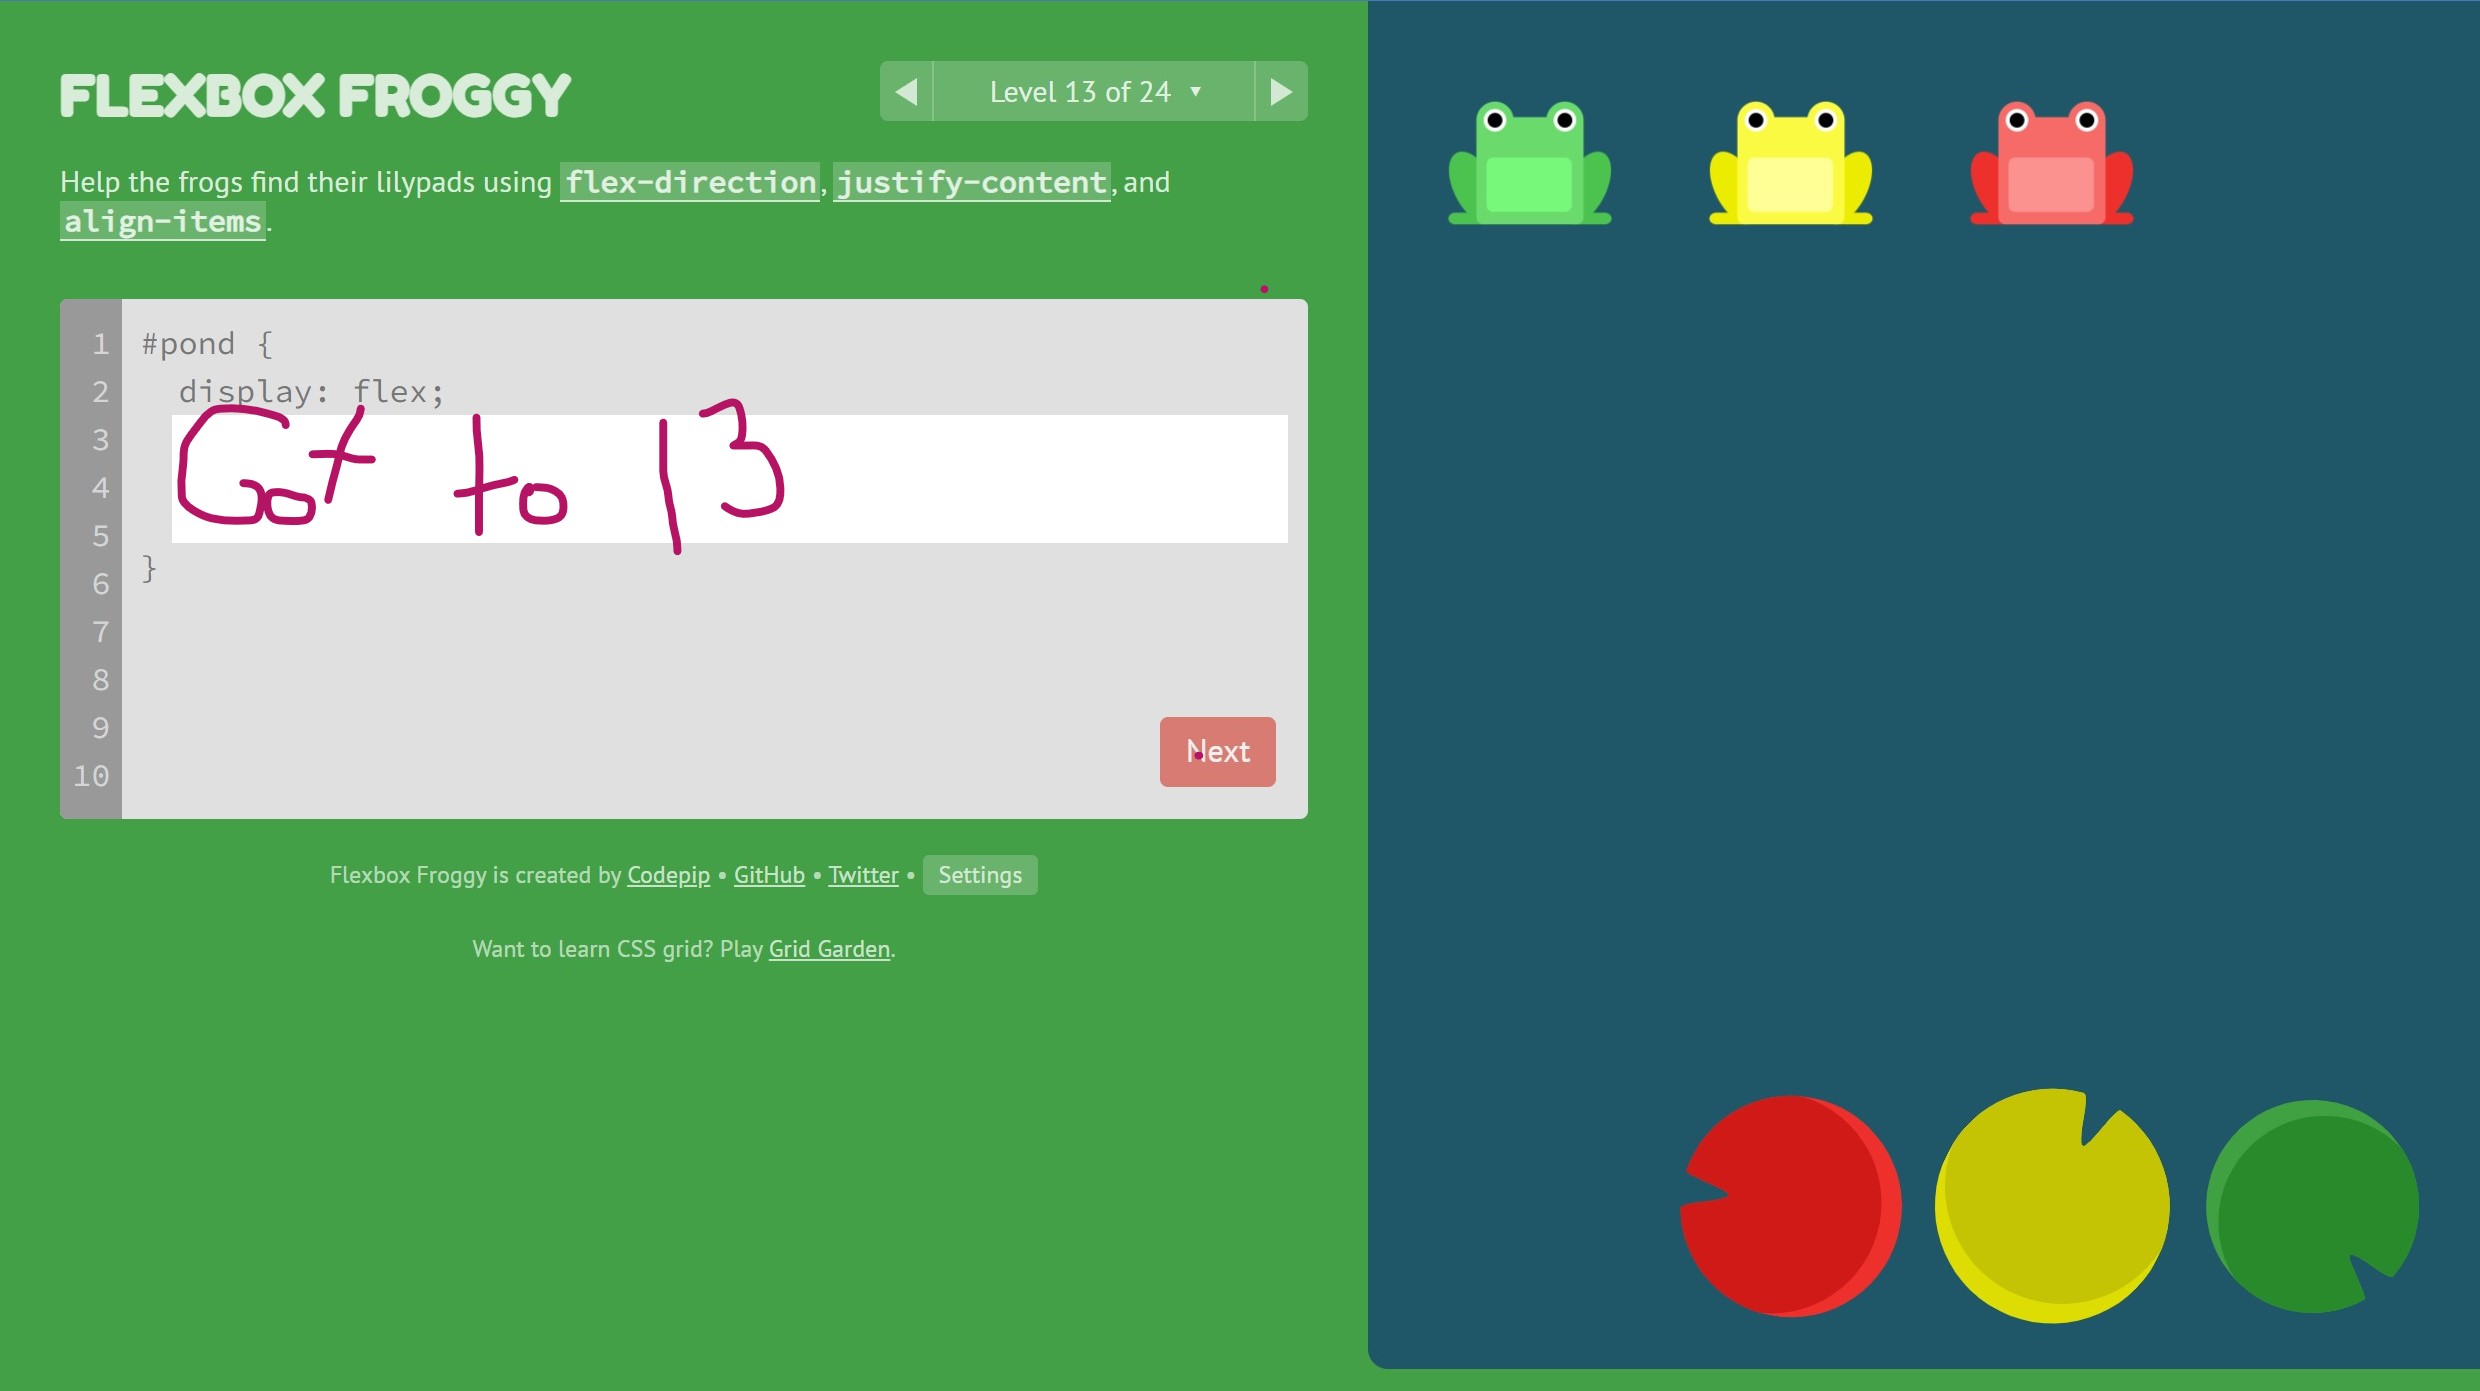 FLEXBOX FROGGY
◀ Level 13 of 24 ▼ ▶
Help the frogs find their lilypads using flex-direction, justify-content, and
align-items.
1 #pond {
2 display: flex;
3
4 Got to 13
5
}
6
7
8
9
10
Next
Flexbox Froggy is created by Codepip • GitHub • Twitter • Settings
Want to learn CSS grid? Play Grid Garden.